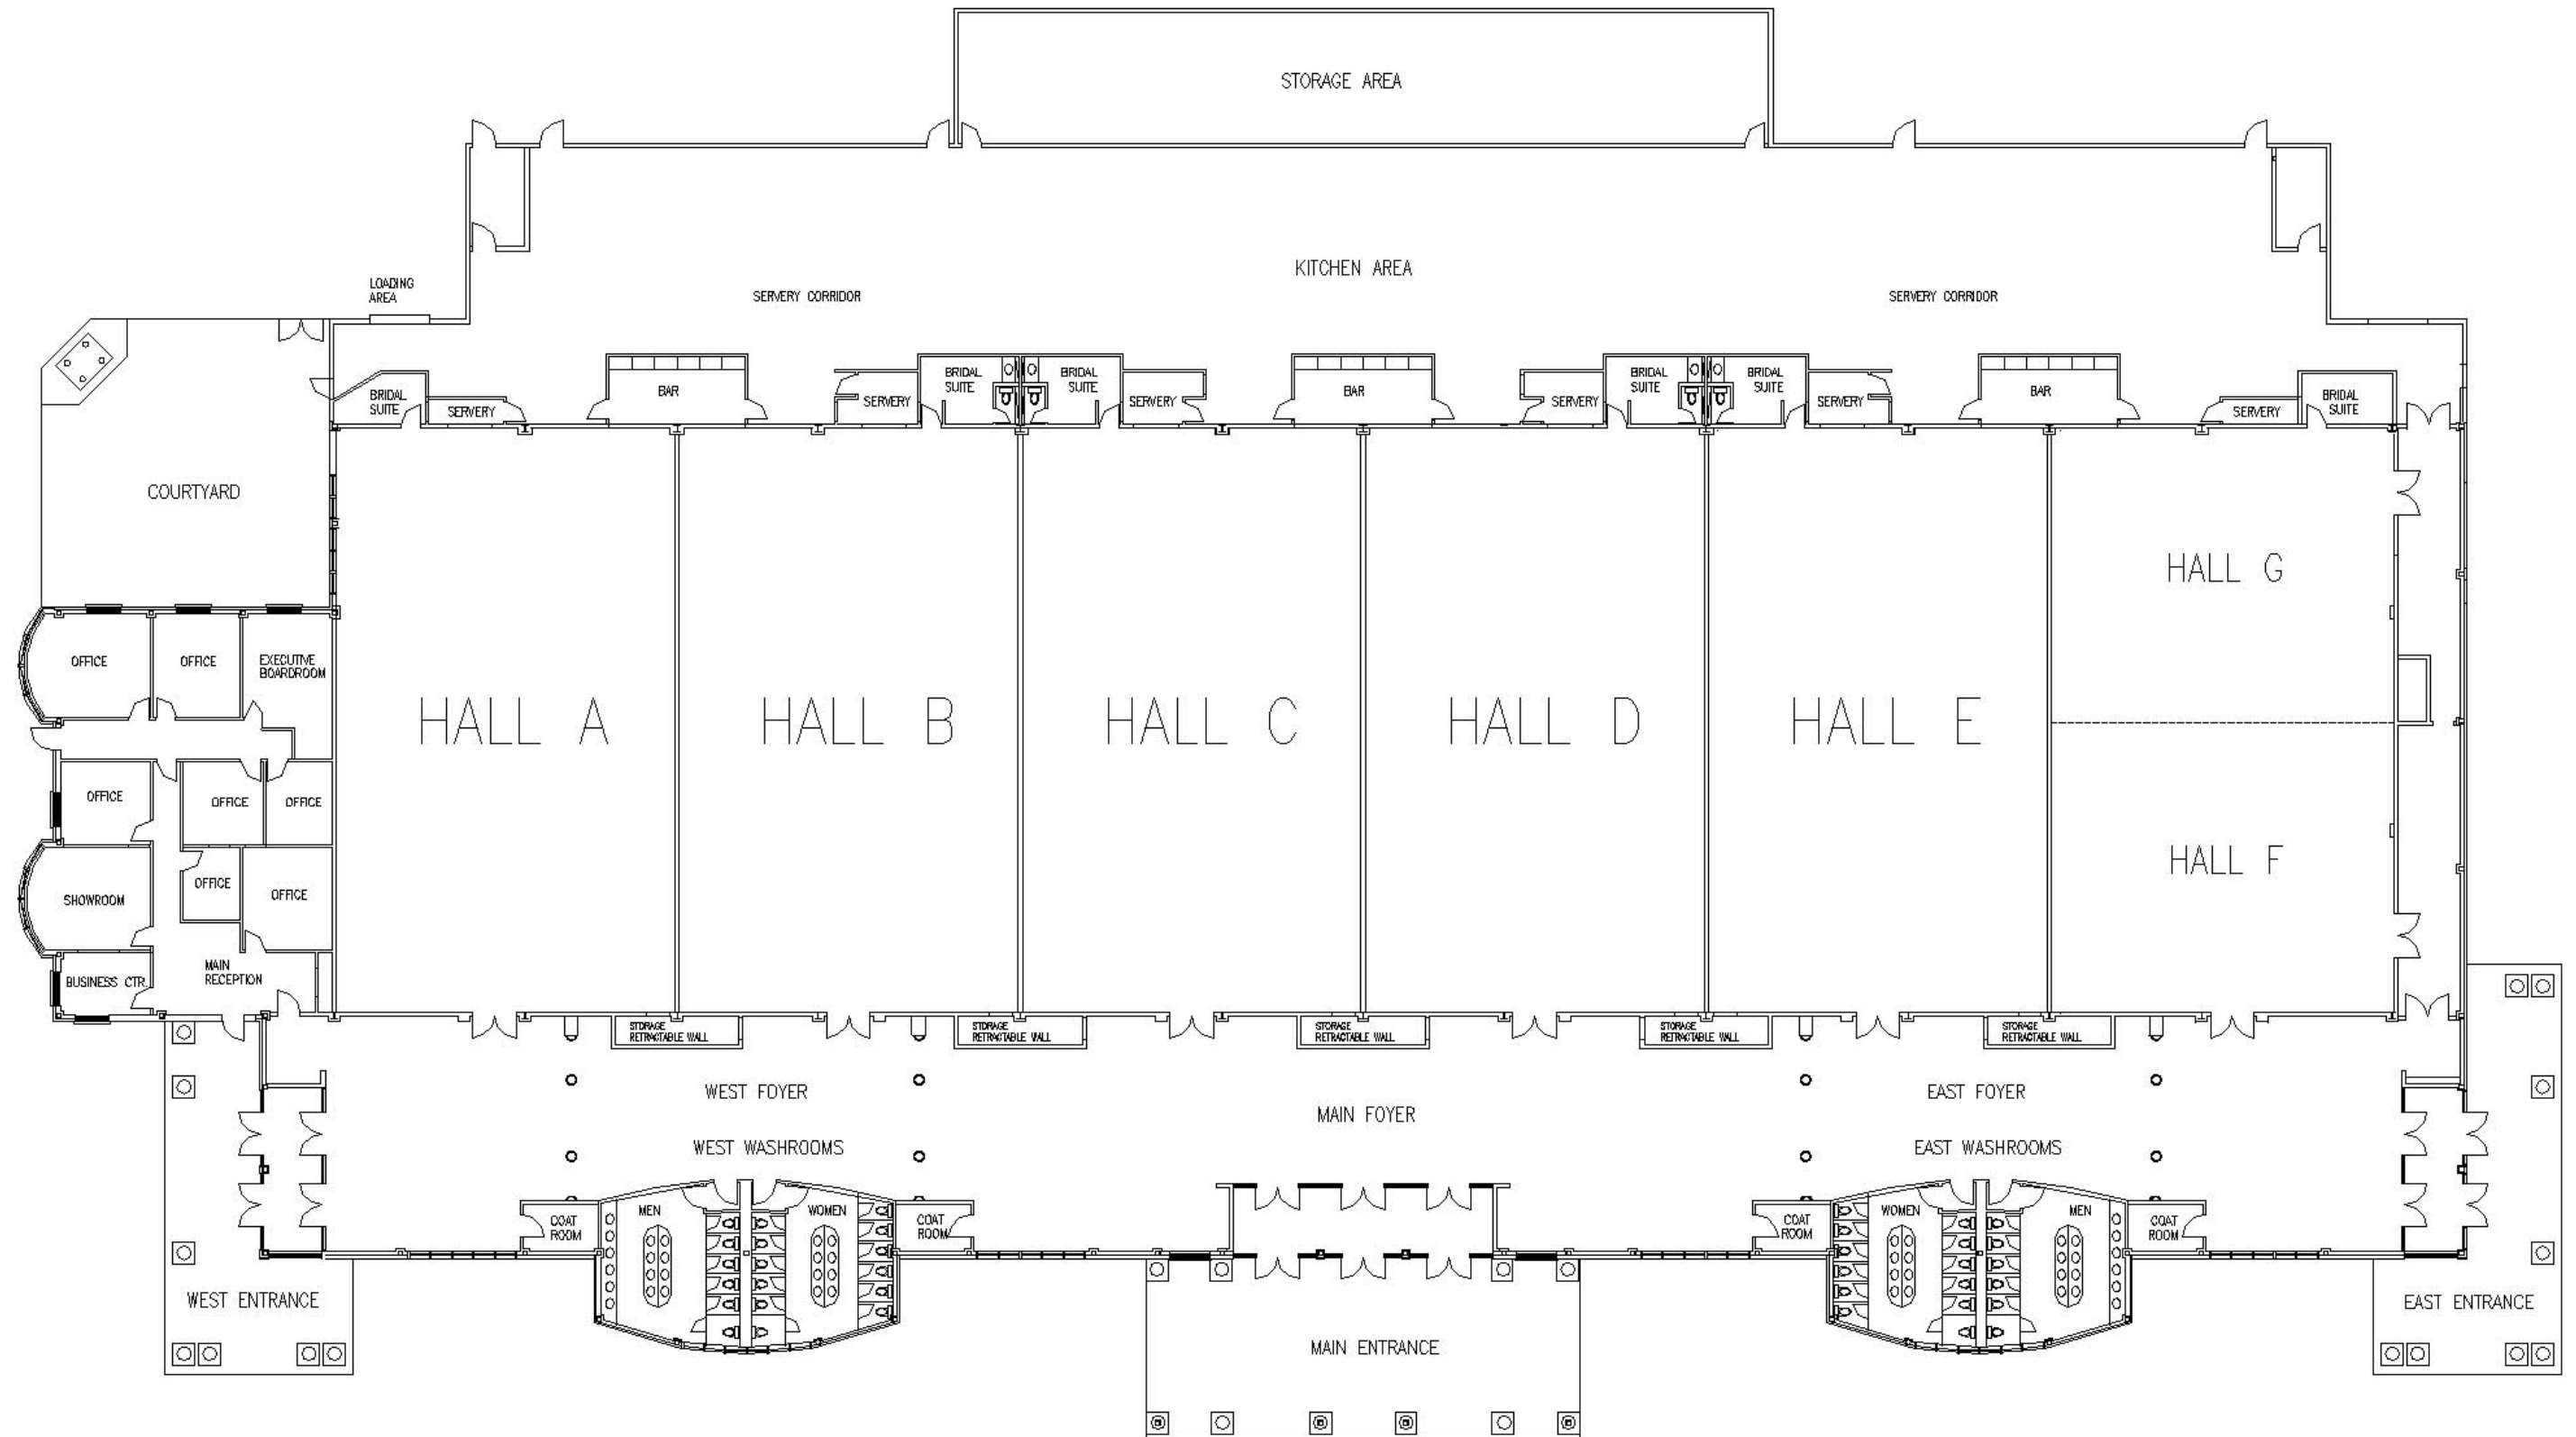 STORAGE AREA
KITCHEN AREA
LOADING
AREA
SERVERY CORRIDOR
SERVERY CORRIDOR
BRIDAL
SUITE
SERVERY
BAR
SERVERY
BRIDAL
SUITE
BRIDAL
SUITE
SERVERY
BAR
SERVERY
BRIDAL
SUITE
BRIDAL
SUITE
SERVERY
BAR
SERVERY
BRIDAL
SUITE
COURTYARD
HALL G
OFFICE
OFFICE
EXECUTIVE
BOARDROOM
HALL A
HALL B
HALL C
HALL D
HALL E
OFFICE
OFFICE
OFFICE
HALL F
SHOWROOM
OFFICE
OFFICE
BUSINESS CTR.
MAIN
RECEPTION
STORAGE
RETRACTABLE WALL
STORAGE
RETRACTABLE WALL
STORAGE
RETRACTABLE WALL
STORAGE
RETRACTABLE WALL
STORAGE
RETRACTABLE WALL
WEST FOYER
MAIN FOYER
EAST FOYER
WEST WASHROOMS
EAST WASHROOMS
COAT
ROOM
MEN
WOMEN
COAT
ROOM
COAT
ROOM
WOMEN
MEN
COAT
ROOM
WEST ENTRANCE
MAIN ENTRANCE
EAST ENTRANCE